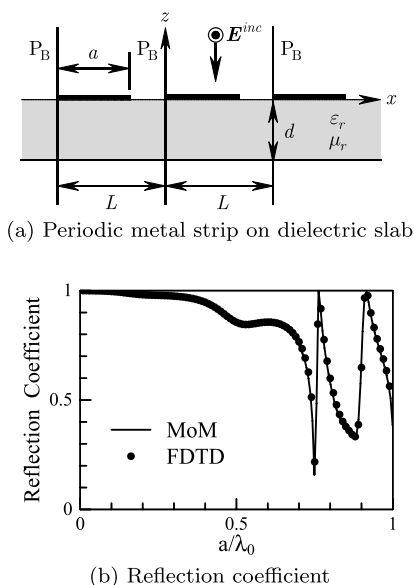 z
P_B a P_B E^{inc} P_B
x
d ε_r
μ_r
L L
(a) Periodic metal strip on dielectric slab
1
Reflection Coefficient
0.5
MoM
FDTD
0
0 0.5 1
a/λ_0
(b) Reflection coefficient